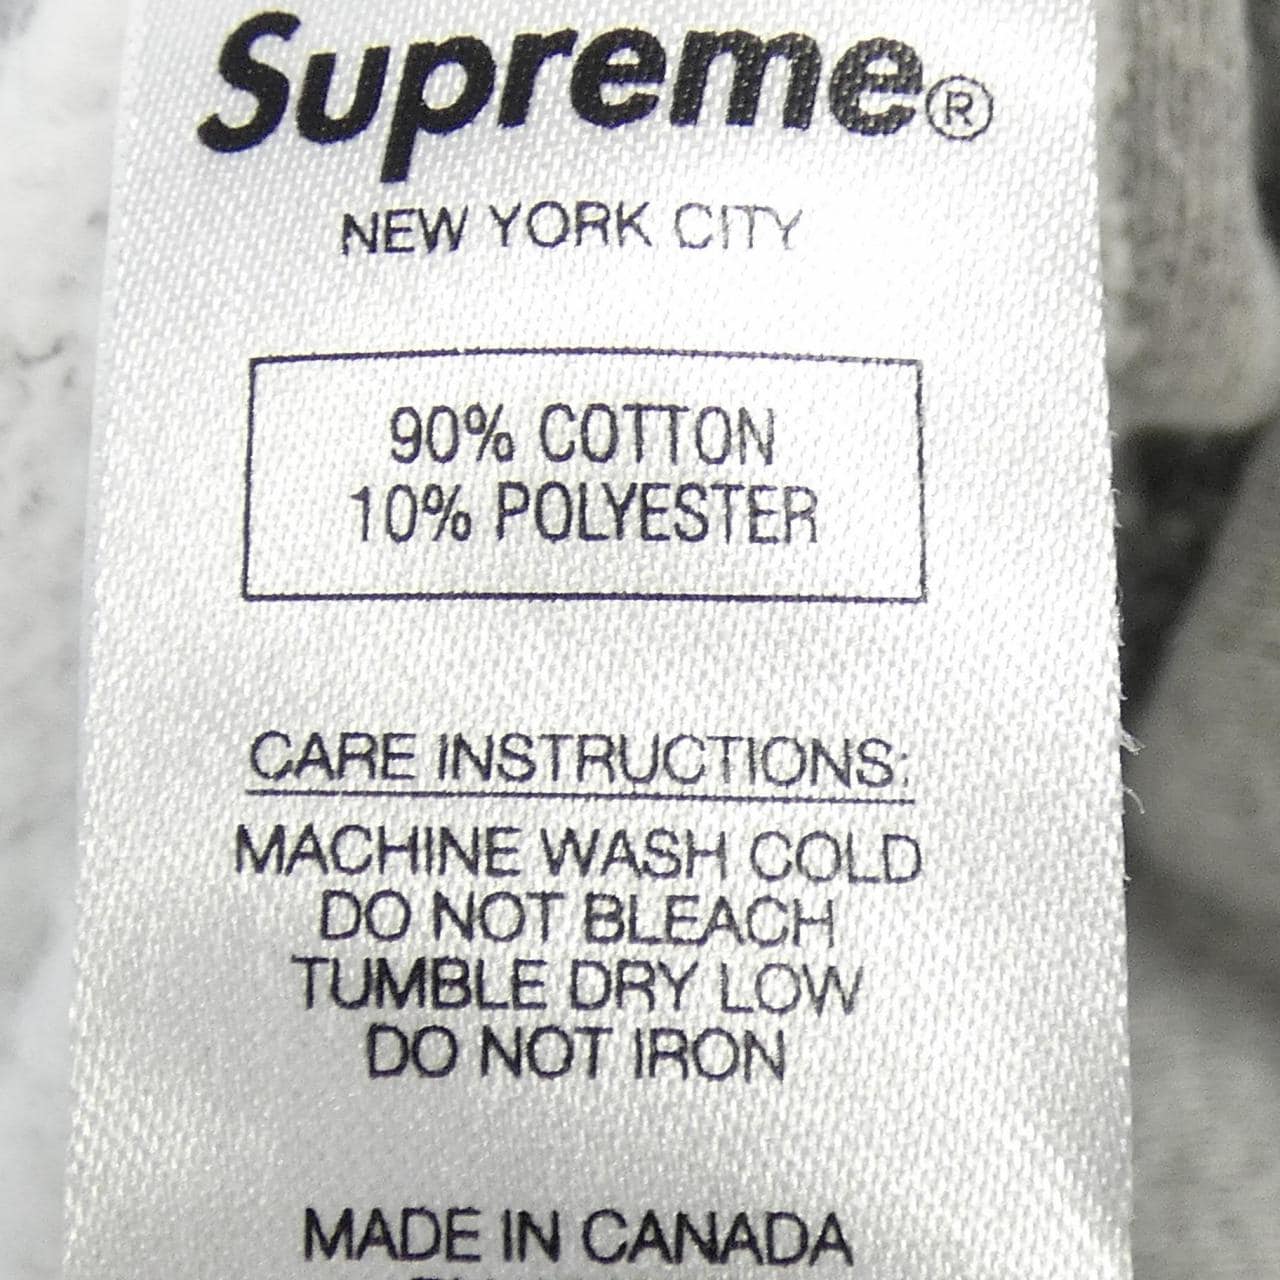 Supreme®
NEW YORK CITY
90% COTTON
10% POLYESTER
CARE INSTRUCTIONS:
MACHINE WASH COLD
DO NOT BLEACH
TUMBLE DRY LOW
DO NOT IRON
MADE IN CANADA